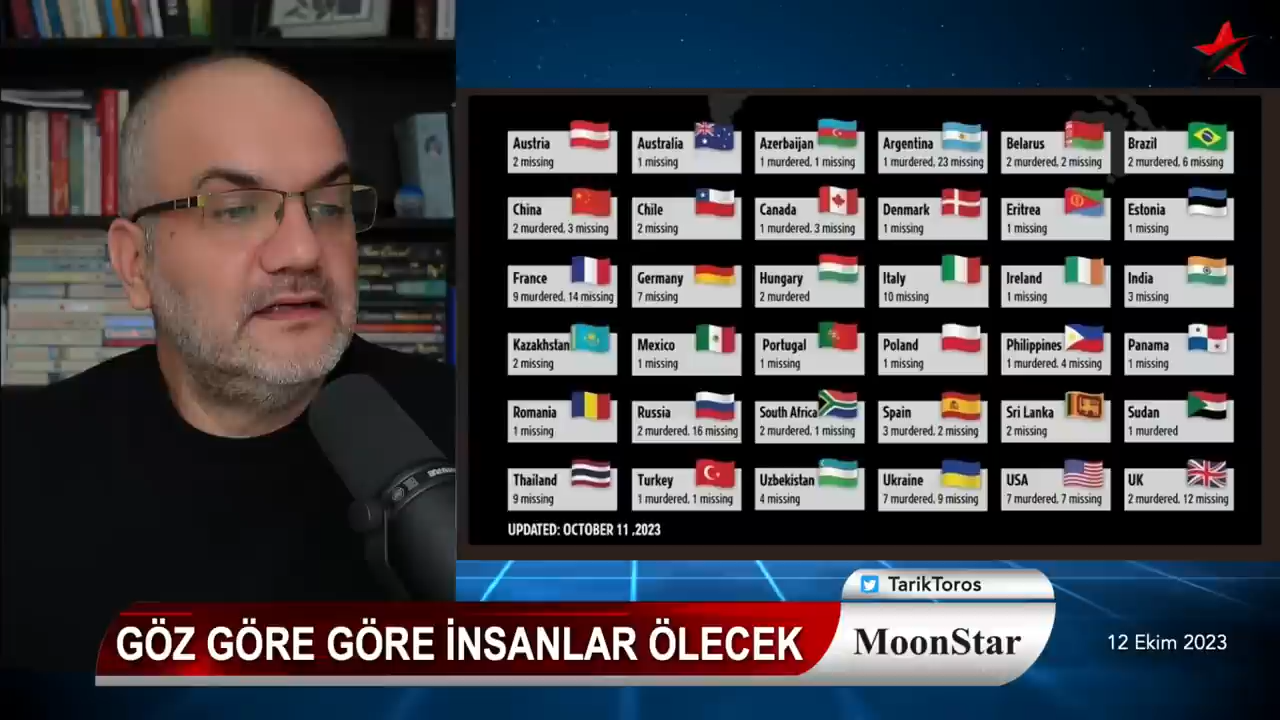 Austria
2 missing
Australia
1 missing
Azerbaijan
1 murdered, 1 missing
Argentina
1 murdered, 23 missing
Belarus
2 murdered, 2 missing
Brazil
2 murdered, 6 missing
China
2 murdered, 3 missing
Chile
2 missing
Canada
1 murdered, 3 missing
Denmark
1 missing
Eritrea
1 missing
Estonia
1 missing
France
9 murdered, 14 missing
Germany
7 missing
Hungary
2 murdered
Italy
10 missing
Ireland
1 missing
India
3 missing
Kazakhstan
2 missing
Mexico
1 missing
Portugal
1 missing
Poland
1 missing
Philippines
1 murdered. 4 missing
Panama
1 missing
Romania
1 missing
Russia
2 murdered, 16 missing
South Africa
2 murdered, 1 missing
Spain
3 murdered, 2 missing
Sri Lanka
2 missing
Sudan
1 murdered
Thailand
9 missing
Turkey
1 murdered, 1 missing
Uzbekistan
4 missing
Ukraine
7 murdered, 9 missing
USA
7 murdered, 7 missing
UK
2 murdered, 12 missing
UPDATED: OCTOBER 11 ,2023
TarikToros
GÖZ GÖRE GÖRE İNSANLAR ÖLECEK
MoonStar
12 Ekim 2023